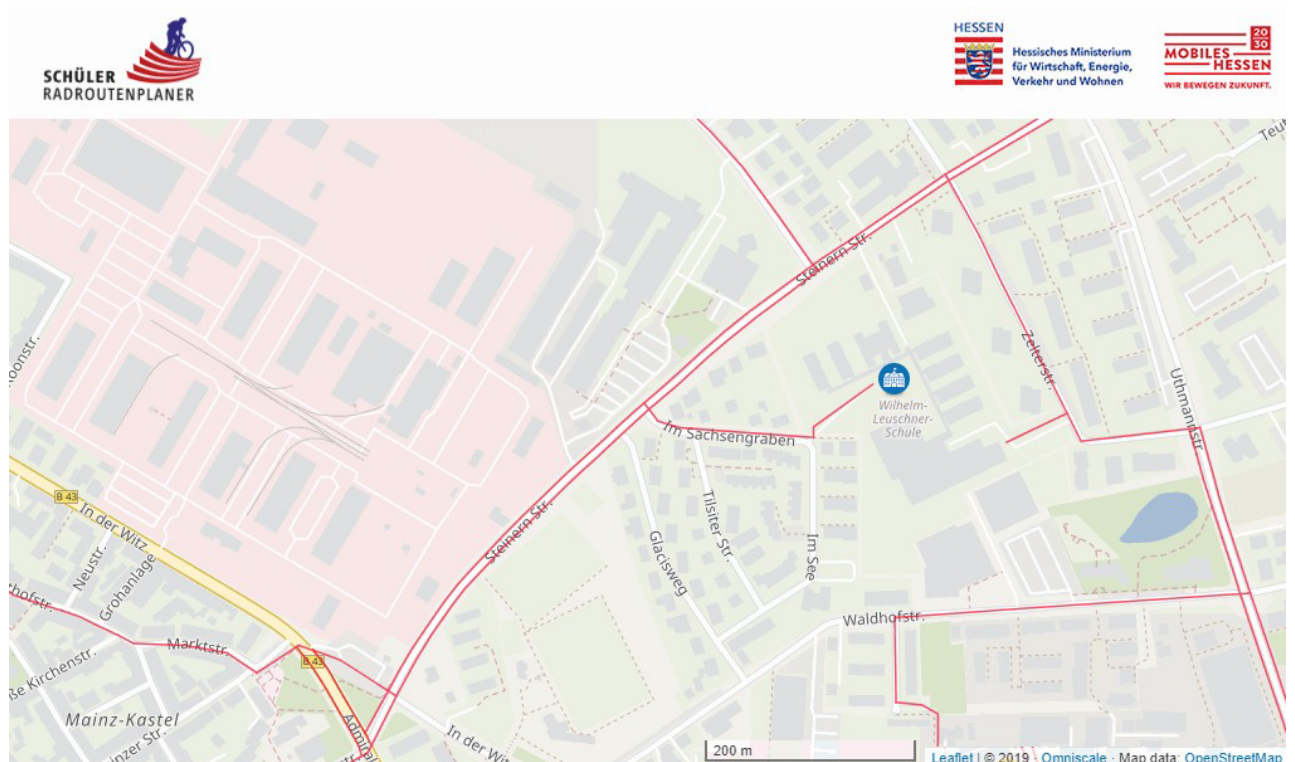 SCHÜLER
RADROUTENPLANER
HESSEN
Hessisches Ministerium
für Wirtschaft, Energie,
Verkehr und Wohnen
20
30
MOBILES
HESSEN
WIR BEWEGEN ZUKUNFT.
Steinern Str.
Zelterstr.
Uthmannstr.
Wilhelm-
Leuschner-
Schule
Im Sachsengraben
Tilsiter Str.
Im See
Glacisweg
Steinern Str.
B 43
In der Witz
Neustr.
Grohanlage
Waldhofstr.
Marktstr.
B 43
Mainz-Kastel
In der Wit
200 m
Leaflet | © 2019 · Omniscale · Map data: OpenStreetMap